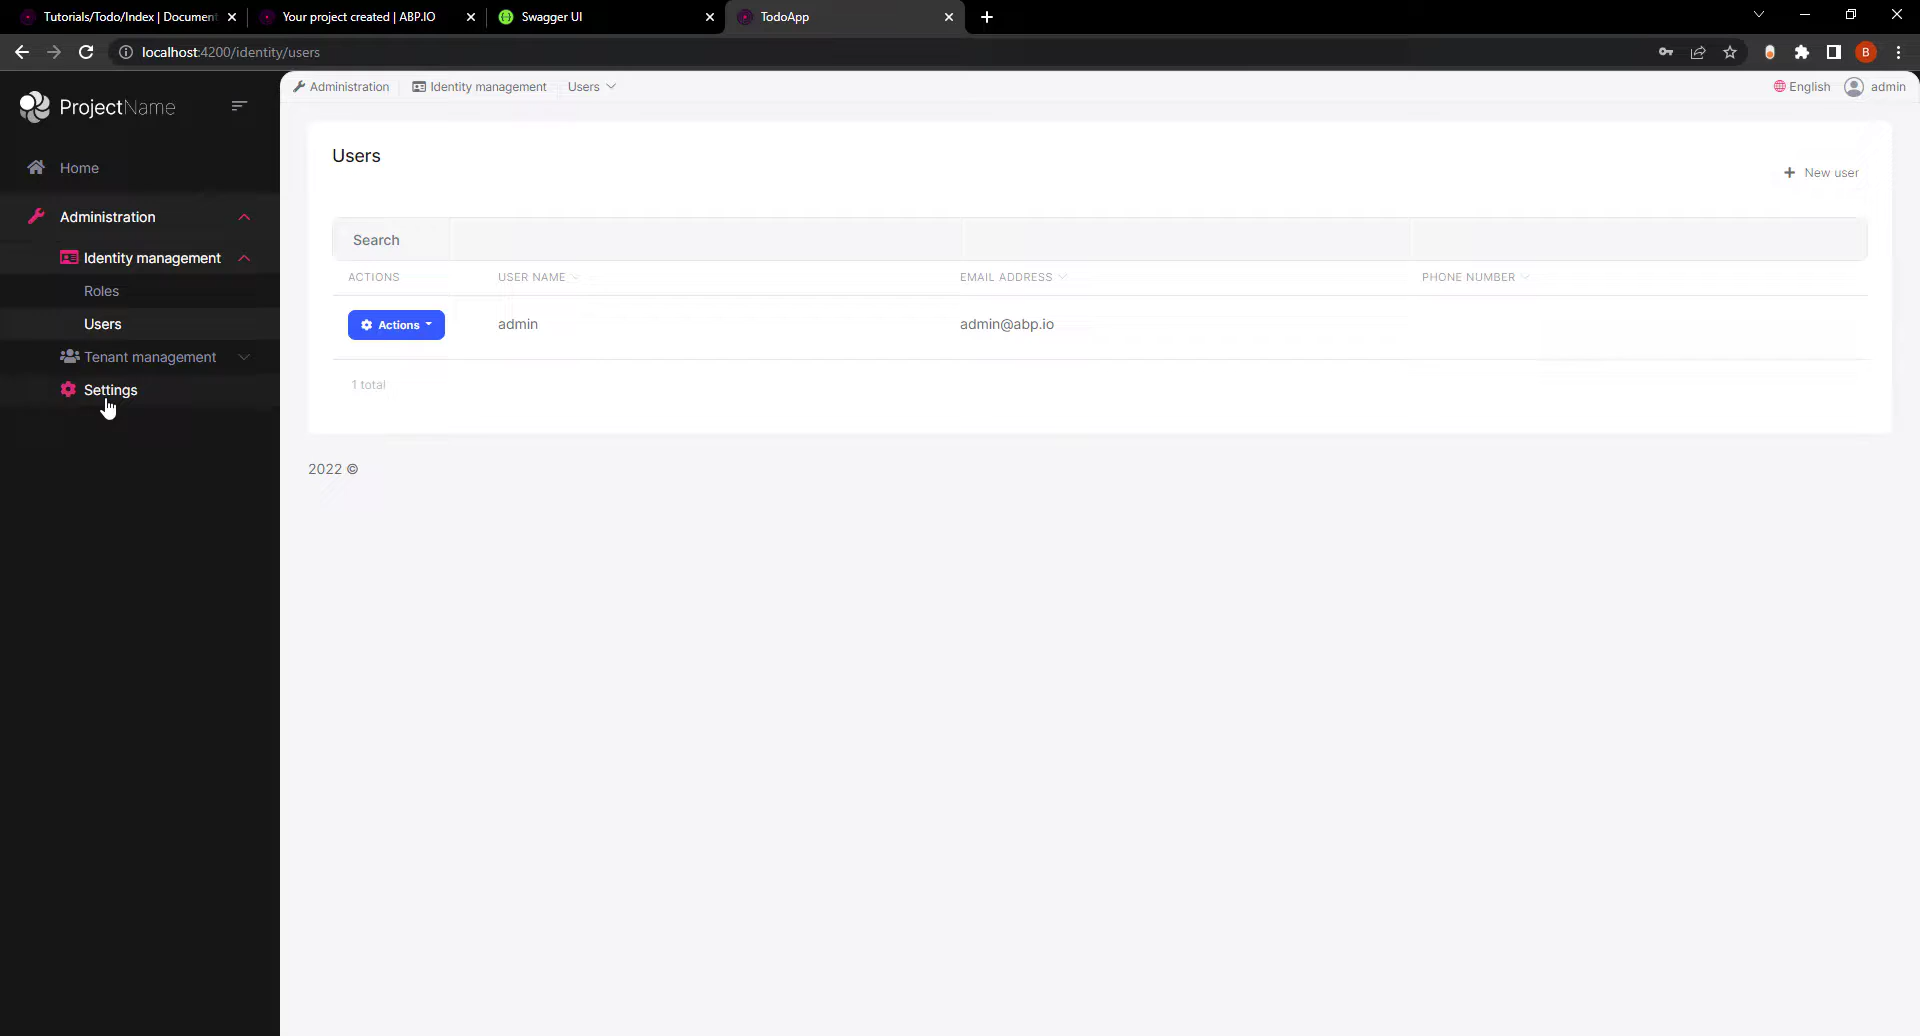 Tutorials/Todo/Index | Document
Your project created | ABP.IO
Swagger UI
TodoApp
localhost:4200/identity/users
B
ProjectName
Administration
Identity management
Users
English
admin
Home
Administration
Identity management
Roles
Users
Tenant management
Settings
Users
New user
Search
ACTIONS
USER NAME
EMAIL ADDRESS
PHONE NUMBER
Actions
admin
admin@abp.io
1 total
2022 ©